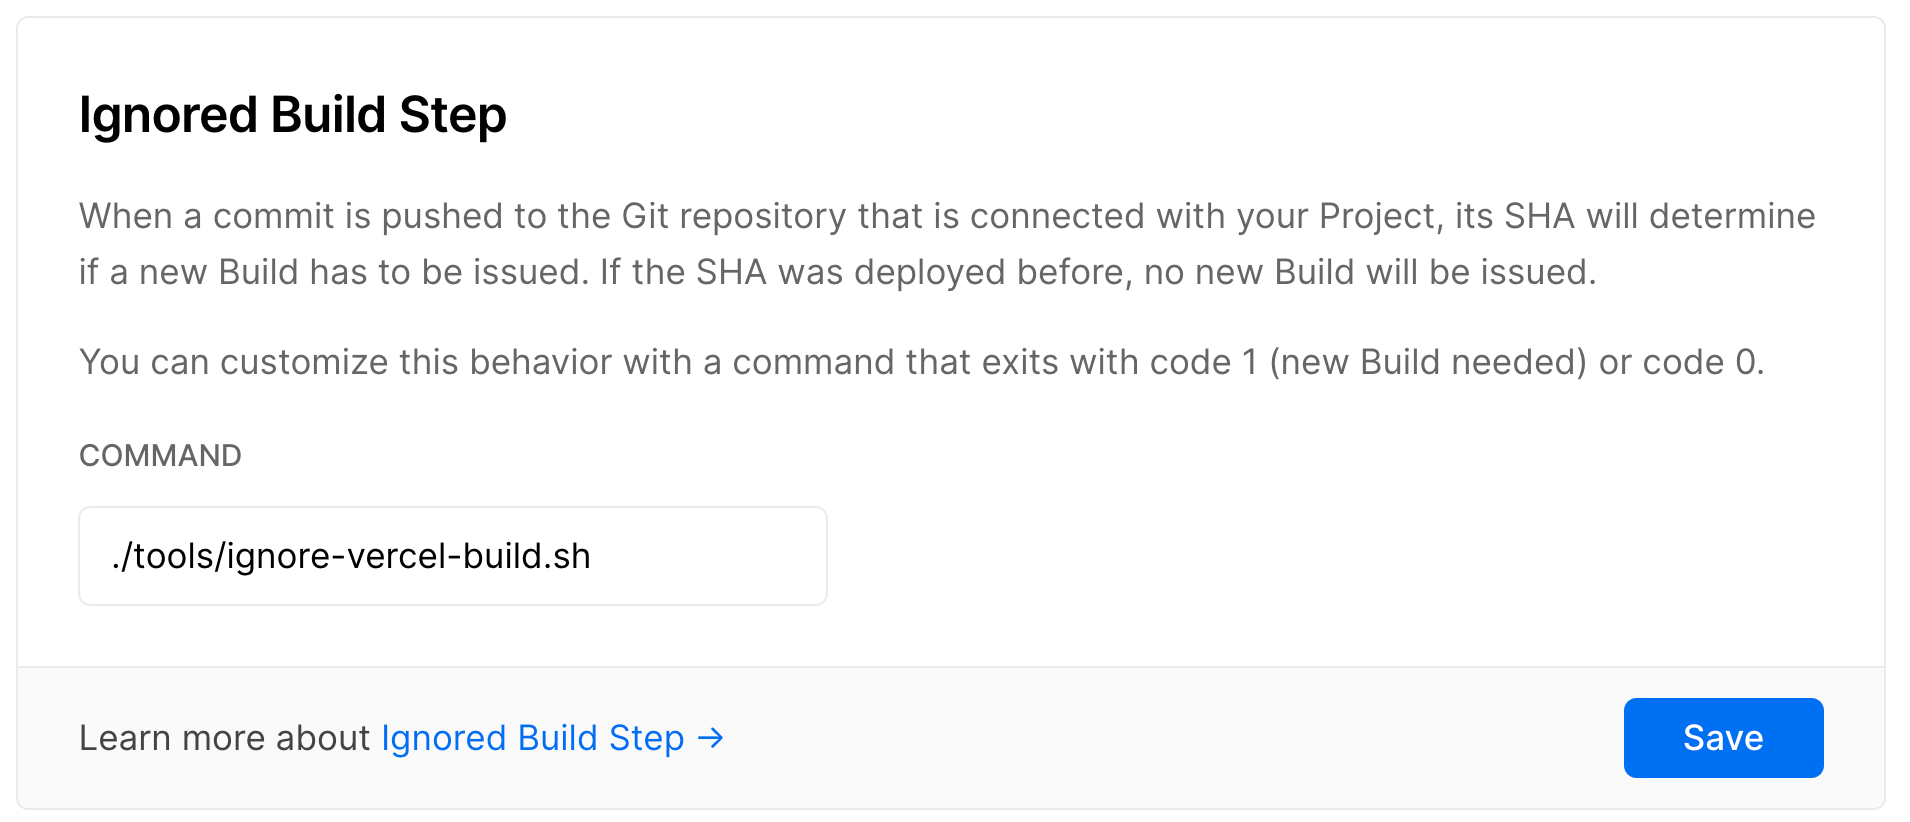 Ignored Build Step
When a commit is pushed to the Git repository that is connected with your Project, its SHA will determine
if a new Build has to be issued. If the SHA was deployed before, no new Build will be issued.
You can customize this behavior with a command that exits with code 1 (new Build needed) or code 0.
COMMAND
./tools/ignore-vercel-build.sh
Learn more about Ignored Build Step →
Save